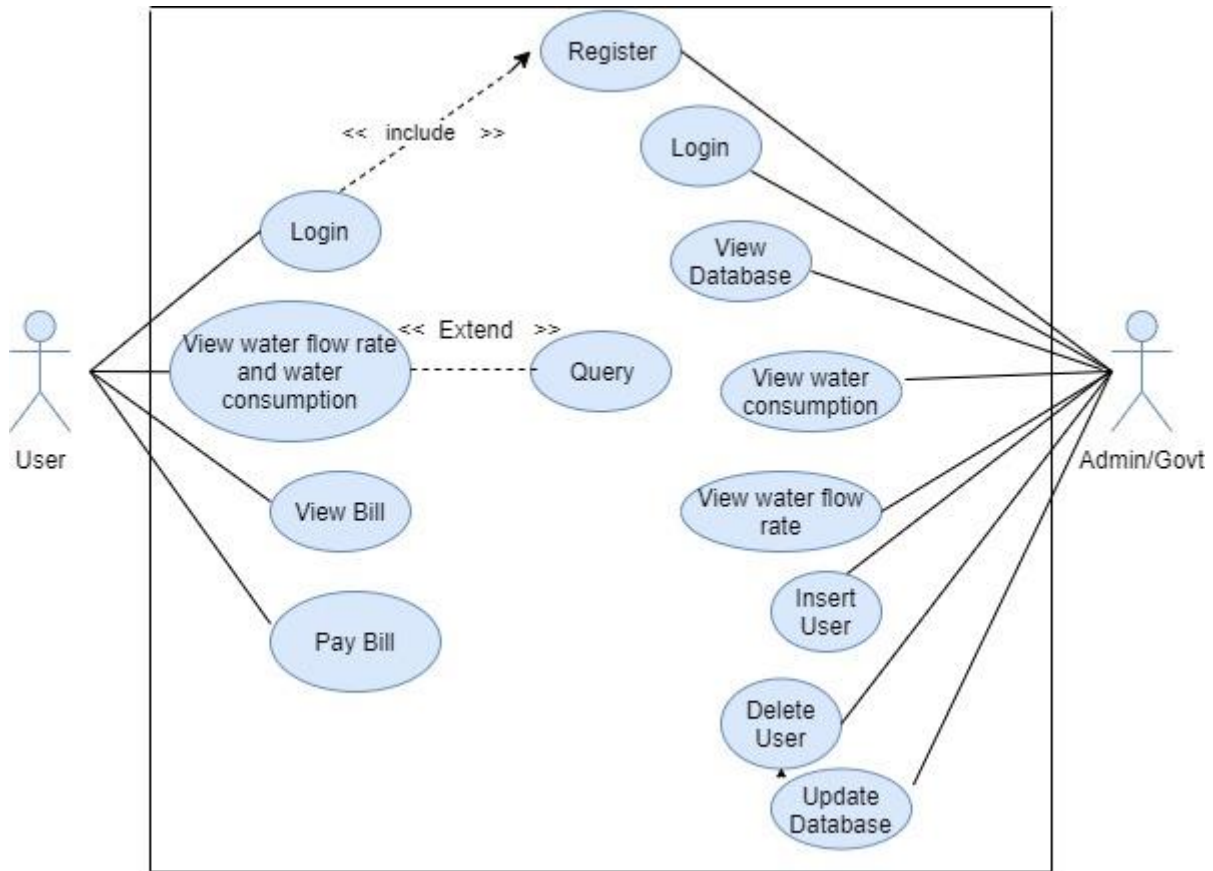 Register
<< include >>
Login
Login
View
Database
View water flow rate
and water
consumption
<< Extend >>
Query
View water
consumption
User
Admin/Govt
View Bill
View water flow
rate
Insert
User
Pay Bill
Delete
User
Update
Database